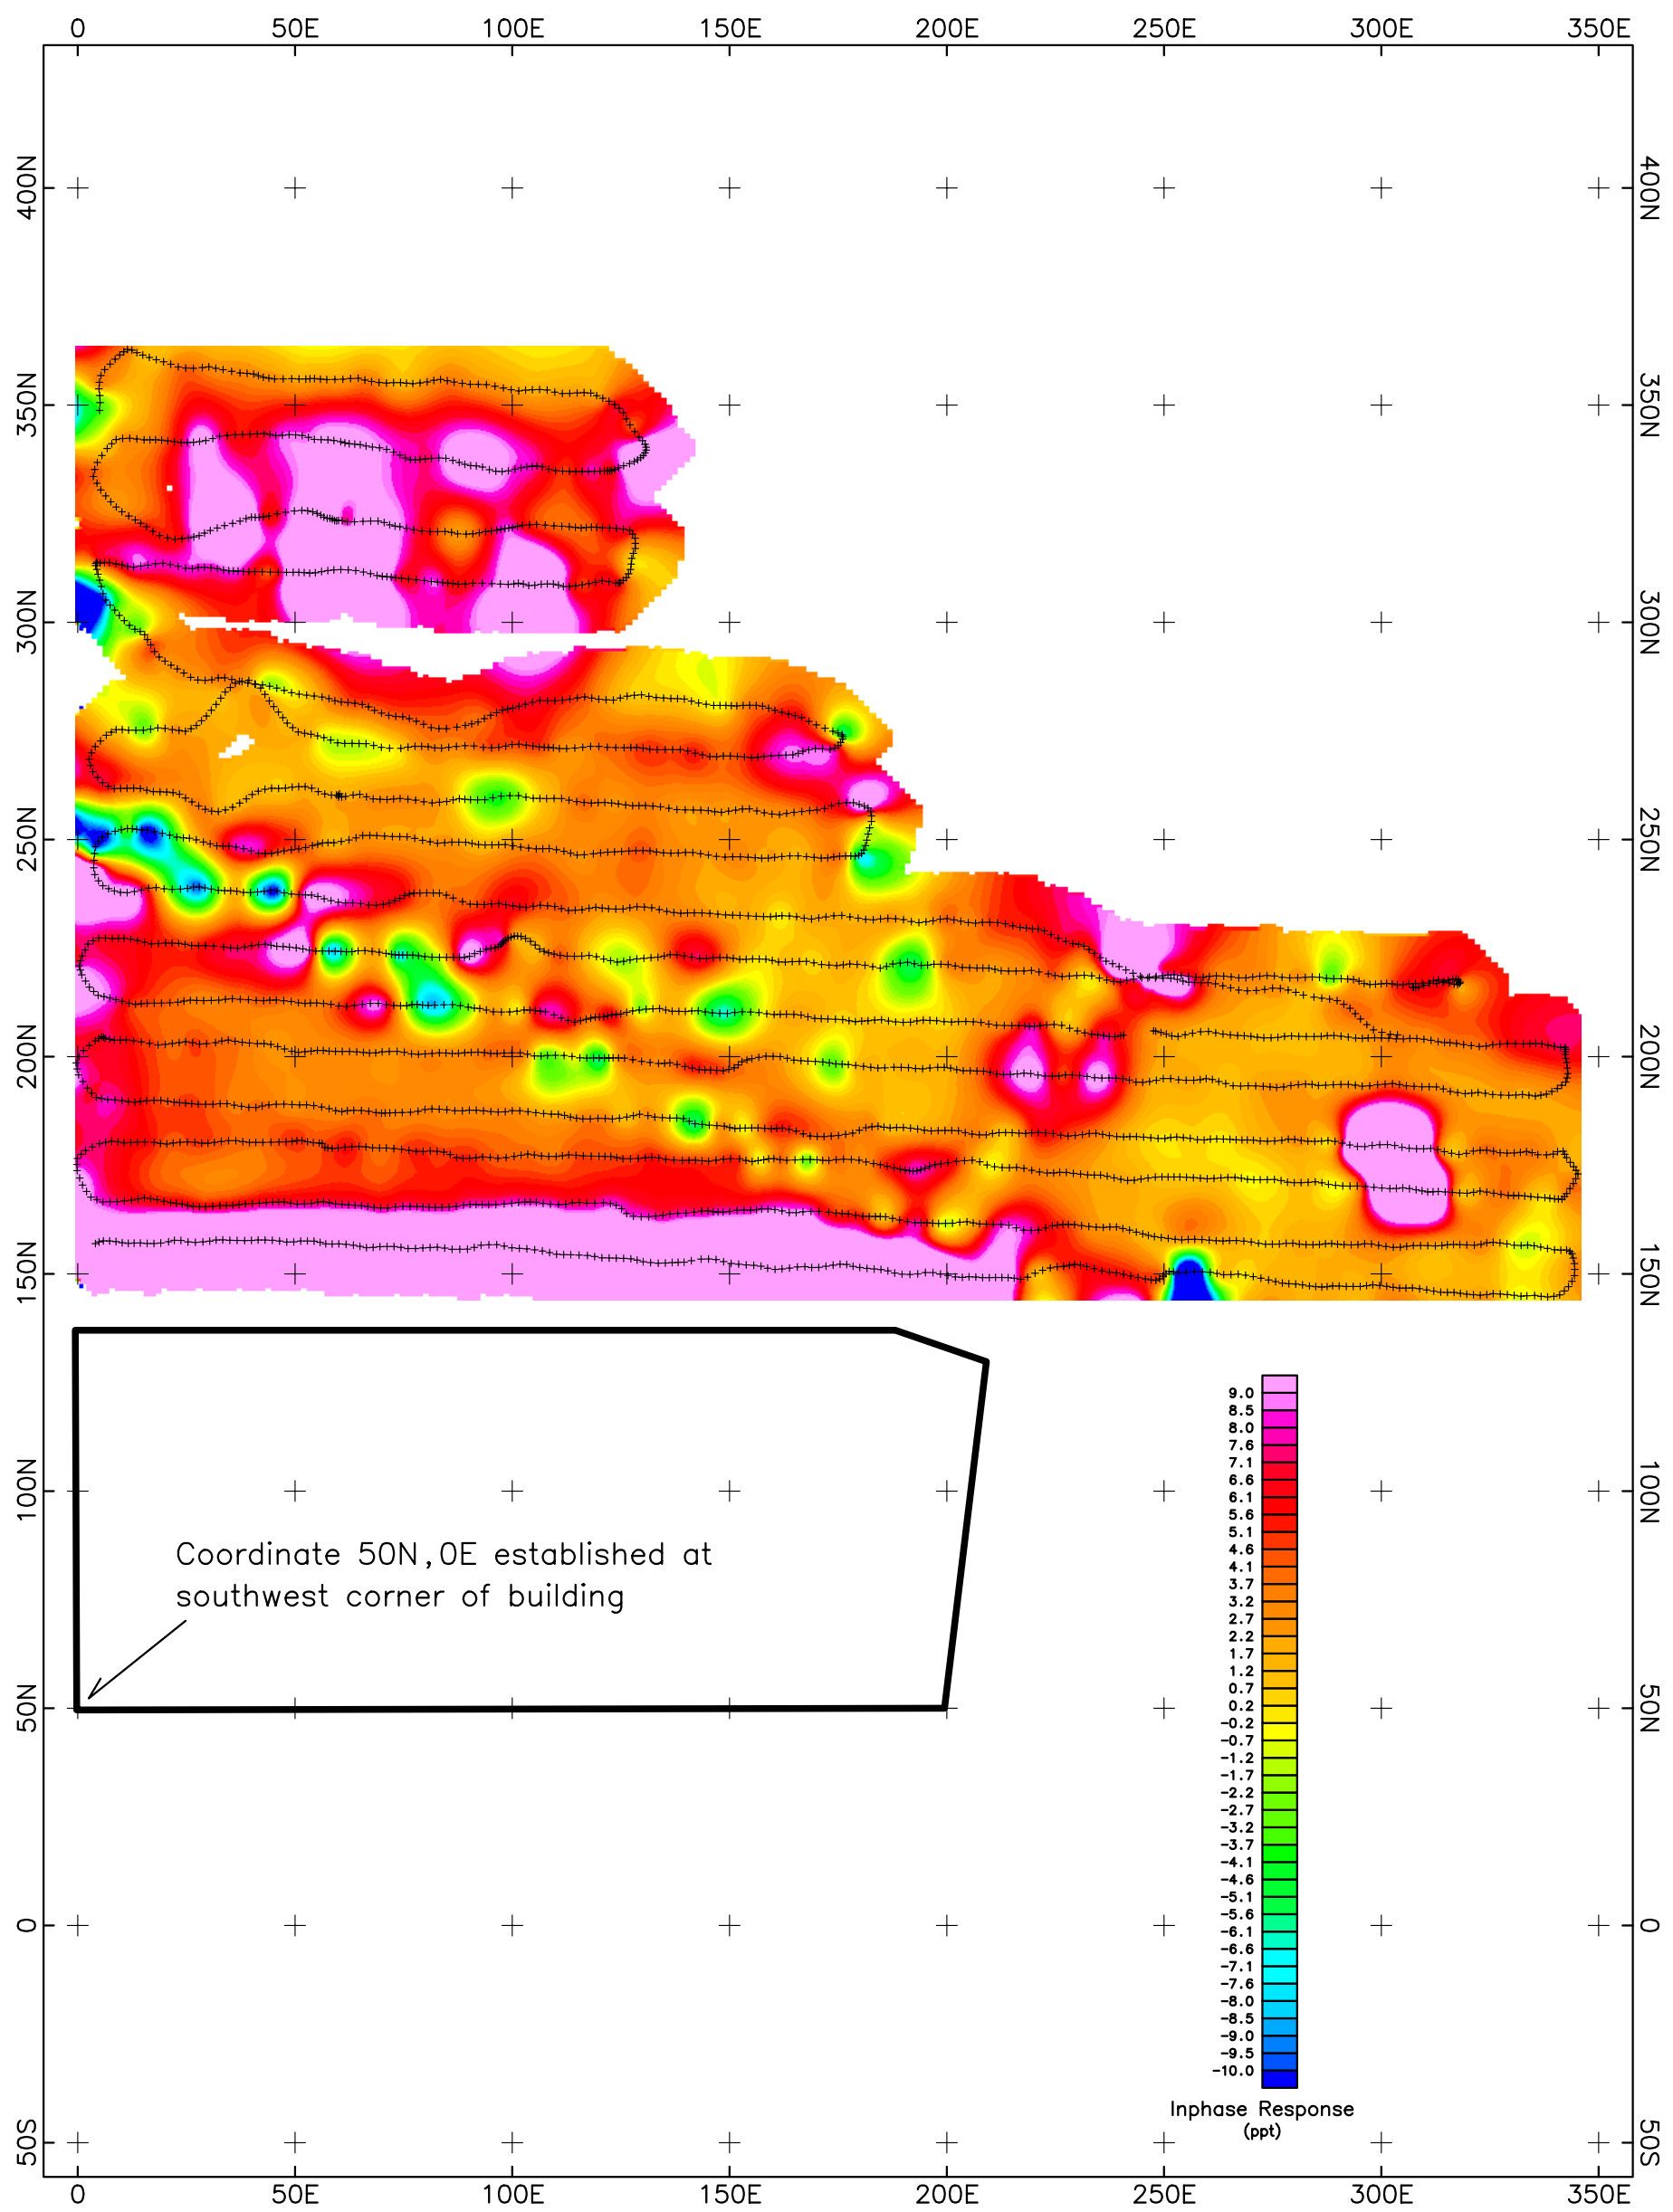 0 50E 100E 150E 200E 250E 300E 350E
400N 400N
350N 350N
300N 300N
250N 250N
200N 200N
150N 150N
9.0
8.5
8.0
7.6
7.1
6.6
6.1
5.6
5.1
4.6
4.1
3.7
3.2
2.7
2.2
1.7
1.2
0.7
0.2
-0.2
-0.7
-1.2
-1.7
-2.2
-2.7
-3.2
-3.7
-4.1
-4.6
-5.1
-5.6
-6.1
-6.6
-7.1
-7.6
-8.0
-8.5
-9.0
-9.5
-10.0
Inphase Response
(ppt)
100N 100N
Coordinate 50N,0E established at
southwest corner of building
50N 50N
0 0
50S 50S
0 50E 100E 150E 200E 250E 300E 350E